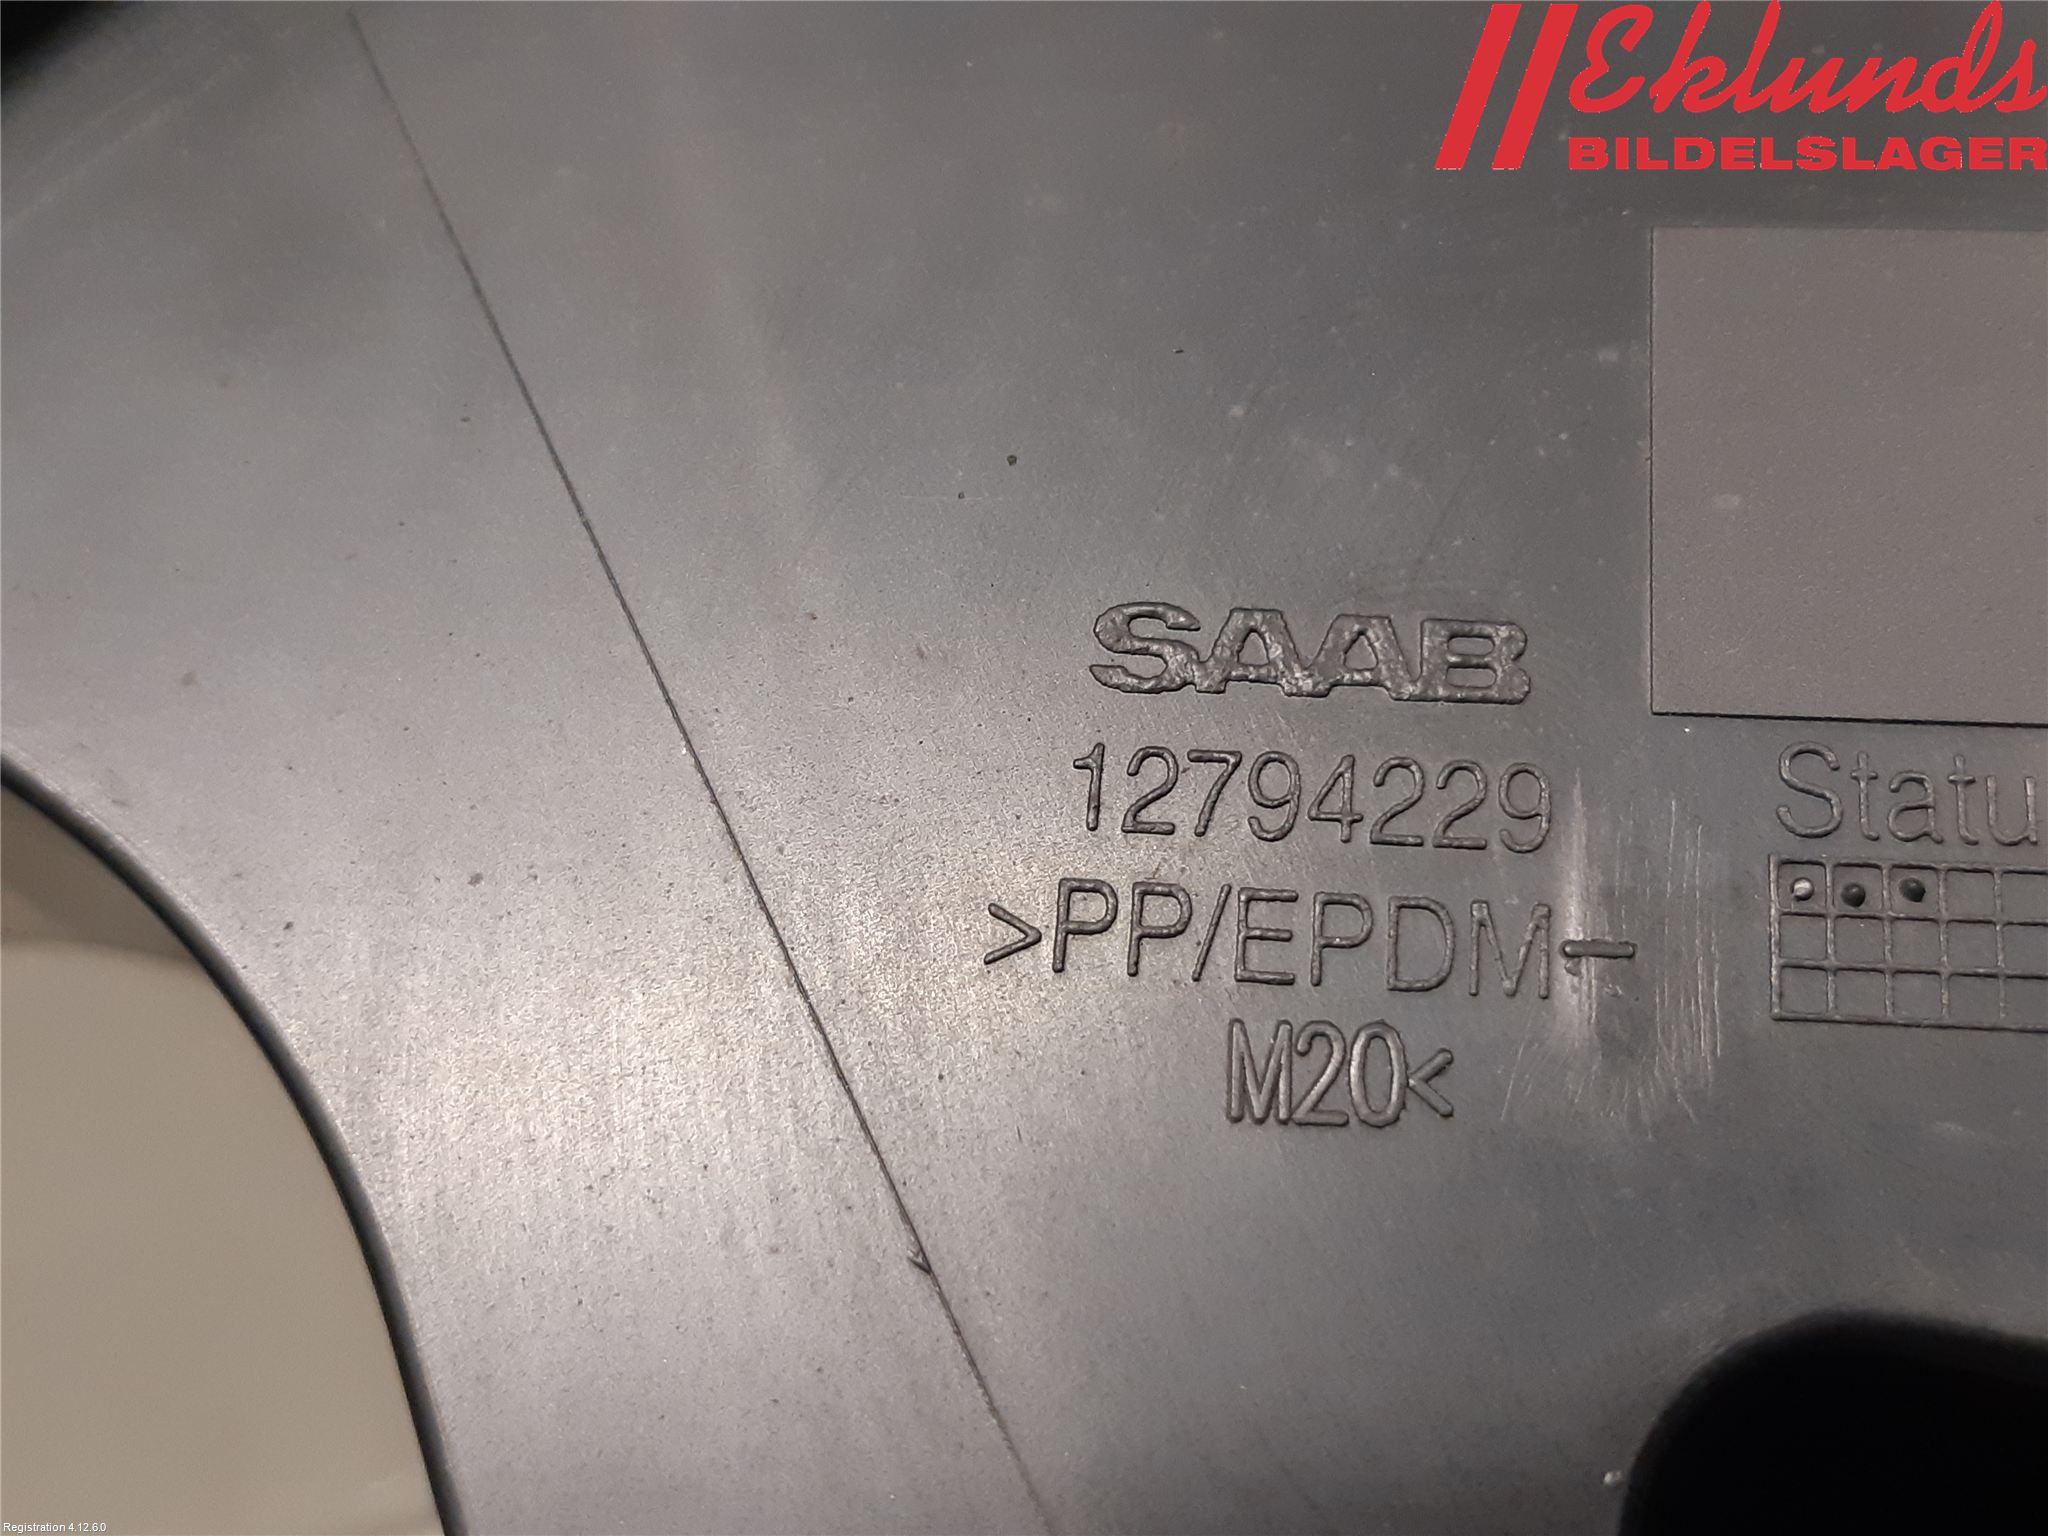 Eklunds
BILDELSLAGER
SAAB
12794229
>PP/EPDM-
M20<
Statu
Registration 4.12.6.0